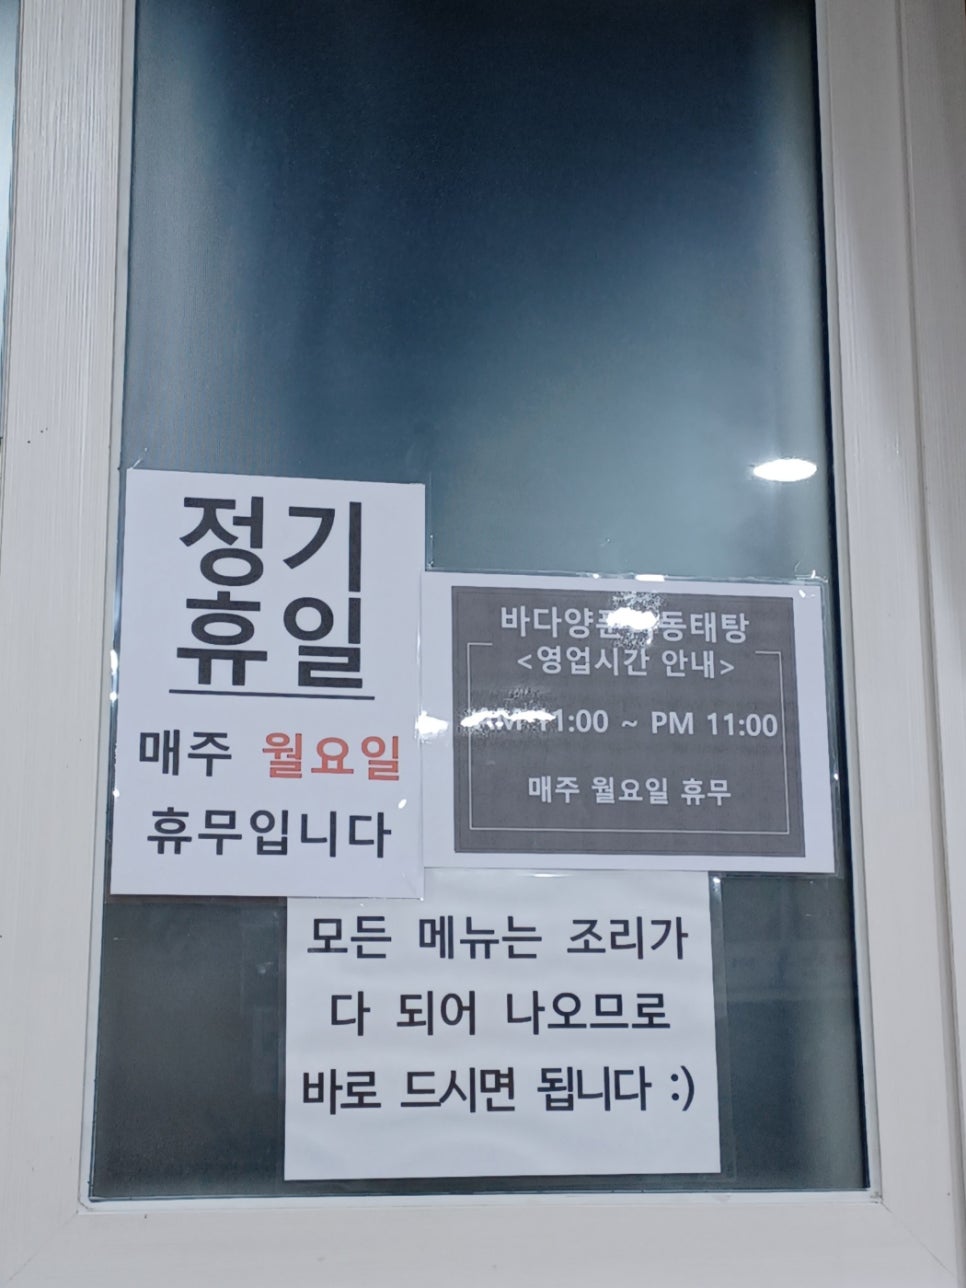 정기
휴일
매주 월요일
휴무입니다
바다양푼 동태탕
<영업시간 안내>
AM 11:00 ~ PM 11:00
매주 월요일 휴무
모든 메뉴는 조리가
다 되어 나오므로
바로 드시면 됩니다 :)